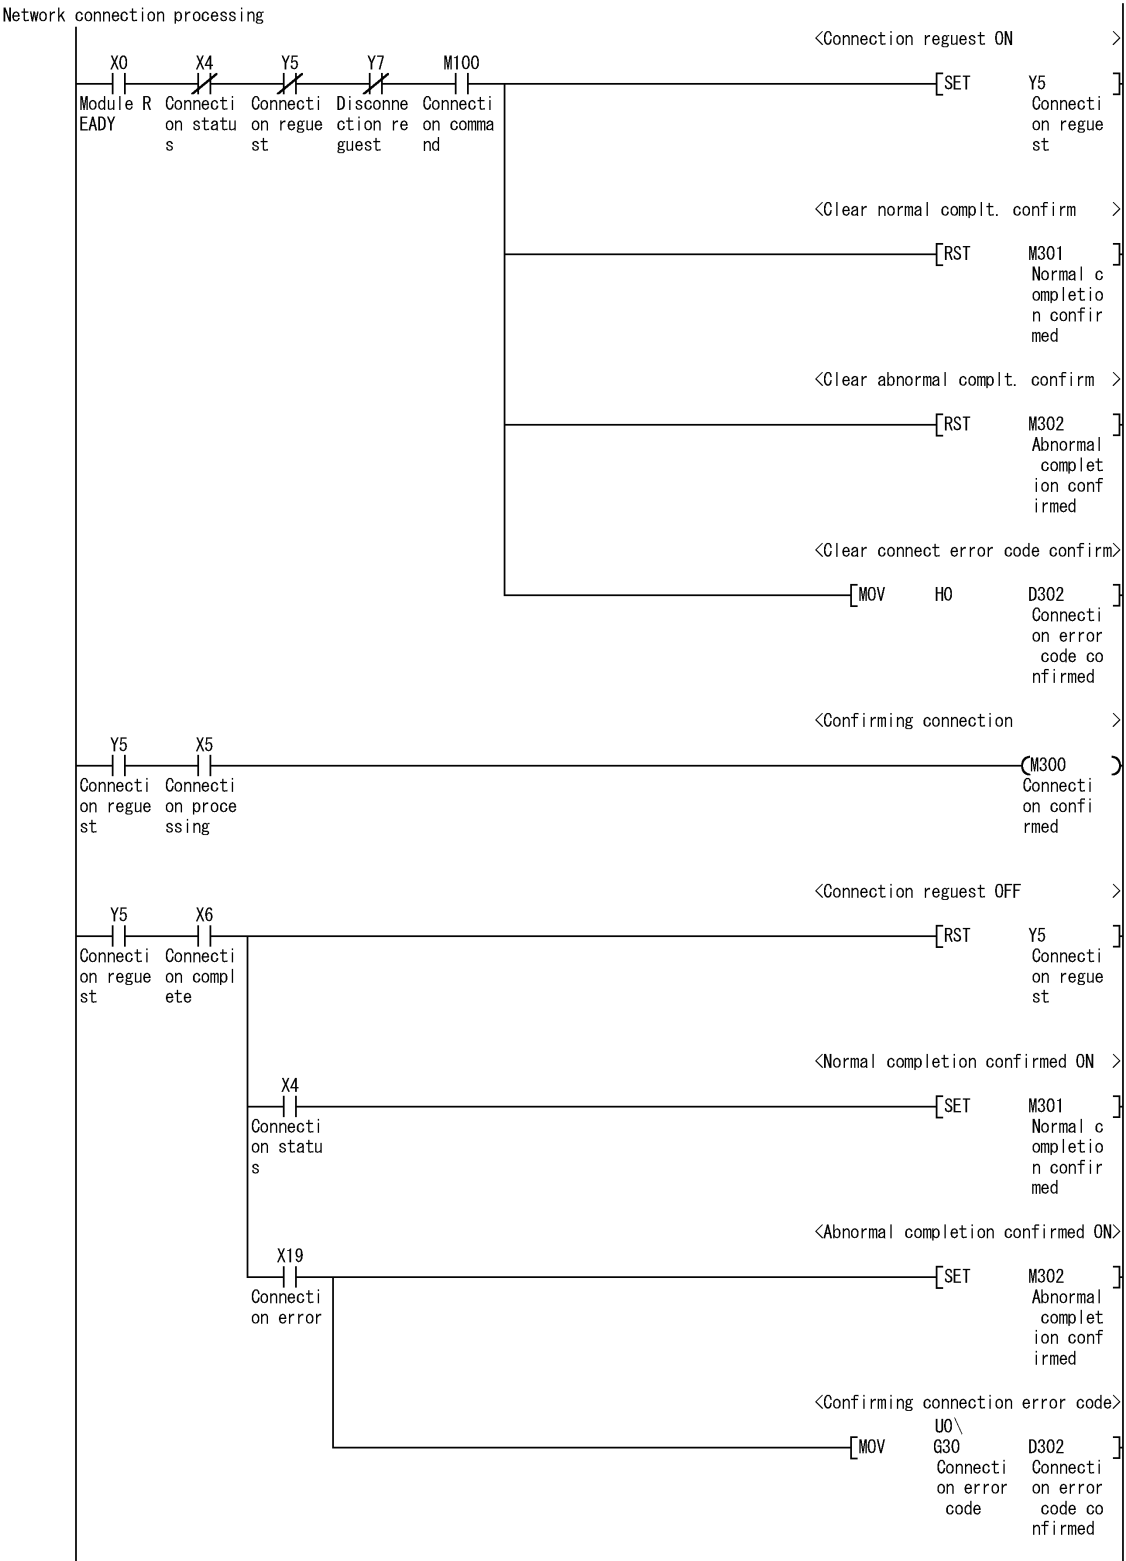 Network connection processing
<Connection reguest ON >
X0 X4 Y5 Y7 M100
SET Y5
Module R Connecti Connecti Disconne Connecti Connecti
EADY on statu on regue ction re on comma on regue
s st guest nd st
<Clear normal complt. confirm >
RST M301
Normal c
ompletio
n confir
med
<Clear abnormal complt. confirm >
RST M302
Abnormal
complet
ion conf
irmed
<Clear connect error code confirm>
MOV H0 D302
Connecti
on error
code co
nfirmed
<Confirming connection >
Y5 X5
M300
Connecti Connecti Connecti
on regue on proce on confi
st ssing rmed
<Connection reguest OFF >
Y5 X6
RST Y5
Connecti Connecti Connecti
on regue on compl on regue
st ete st
<Normal completion confirmed ON >
X4
SET M301
Connecti Normal c
on statu ompletio
s n confir
med
<Abnormal completion confirmed ON>
X19
SET M302
Connecti Abnormal
on error complet
ion conf
irmed
<Confirming connection error code>
U0\
MOV G30 D302
Connecti Connecti
on error on error
code code co
nfirmed